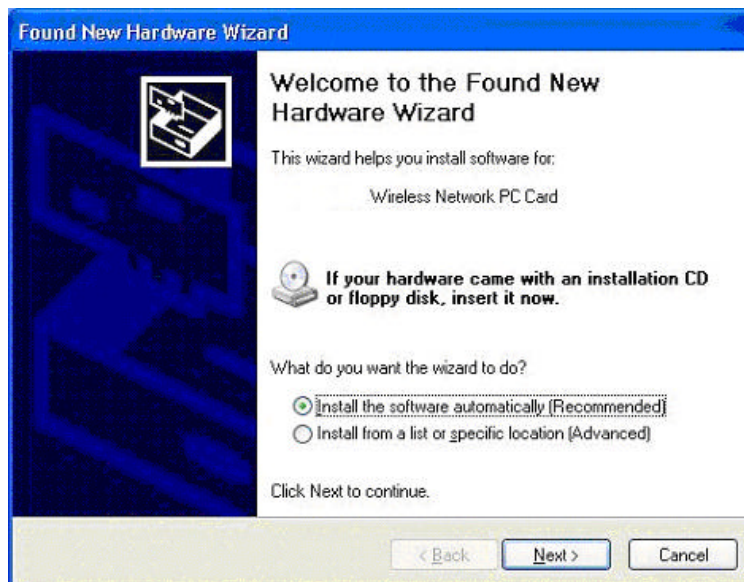 Found New Hardware Wizard
Welcome to the Found New
Hardware Wizard
This wizard helps you install software for:
Wireless Network PC Card
If your hardware came with an installation CD
or floppy disk, insert it now.
What do you want the wizard to do?
Install the software automatically (Recommended)
Install from a list or specific location (Advanced)
Click Next to continue.
< Back Next > Cancel